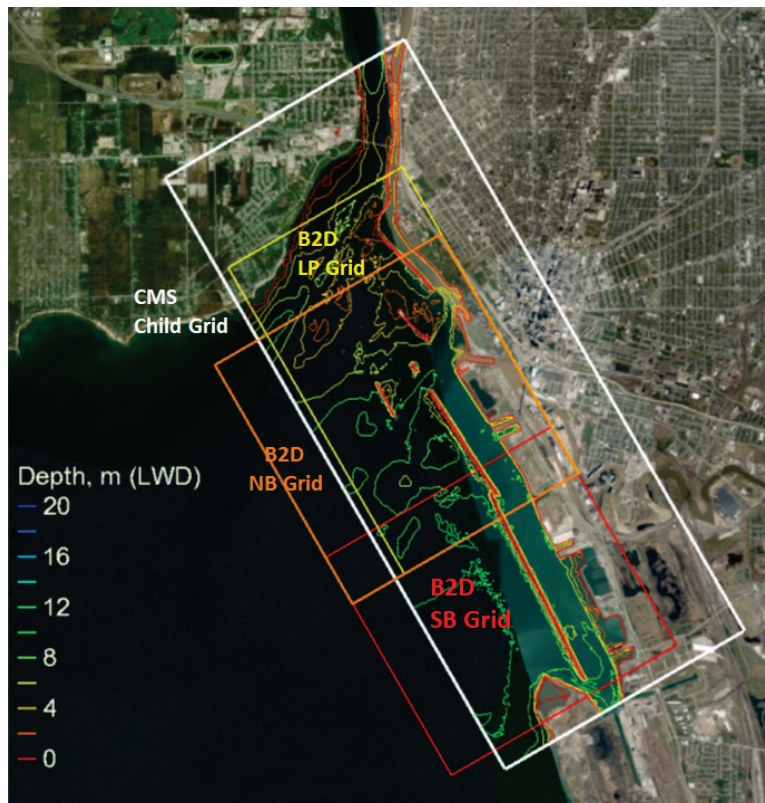 B2D
LP Grid
CMS
Child Grid
B2D
NB Grid
Depth, m (LWD)
20
16
12
8
4
0
B2D
SB Grid